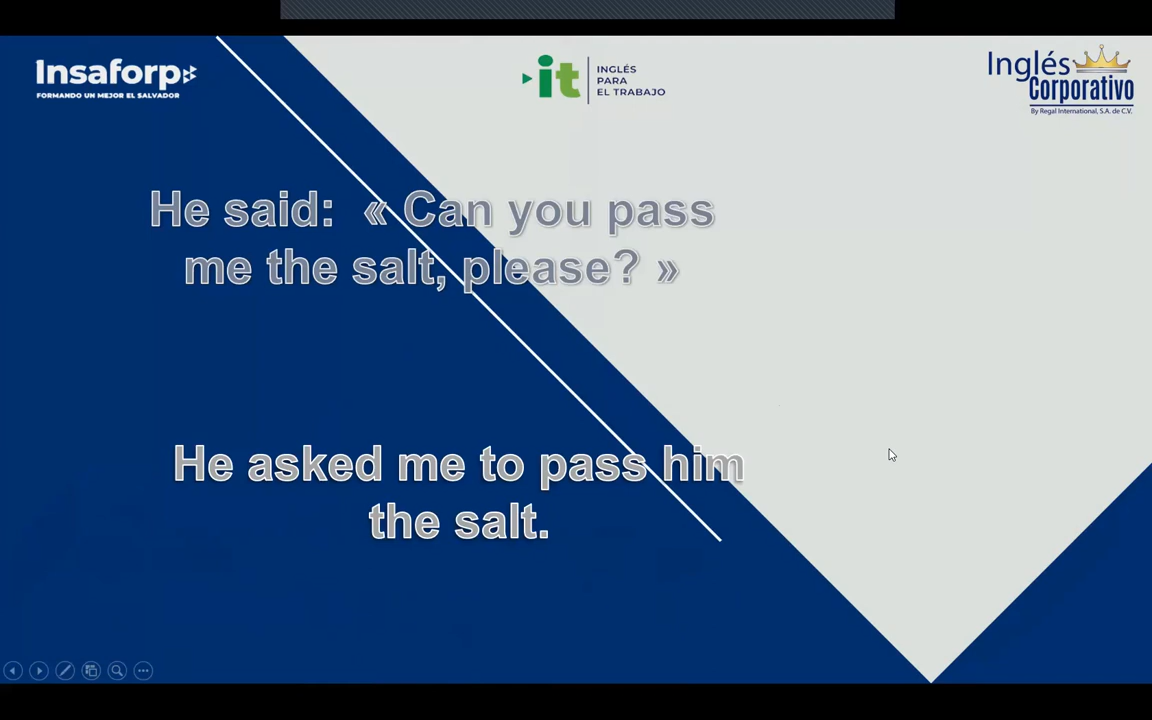 Insaforp
FORMANDO UN MEJOR EL SALVADOR
it
INGLÉS
PARA
EL TRABAJO
Inglés
Corporativo
By Regal International, S.A. de C.V.
He said: « Can you pass
me the salt, please? »
He asked me to pass him
the salt.